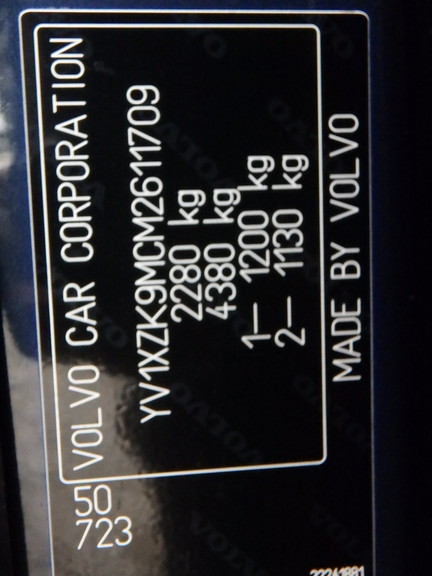 VOLVO CAR CORPORATION
YV1XZK9MCM2611709
2280 kg
4380 kg
1— 1200 kg
2— 1130 kg
MADE BY VOLVO
50
723